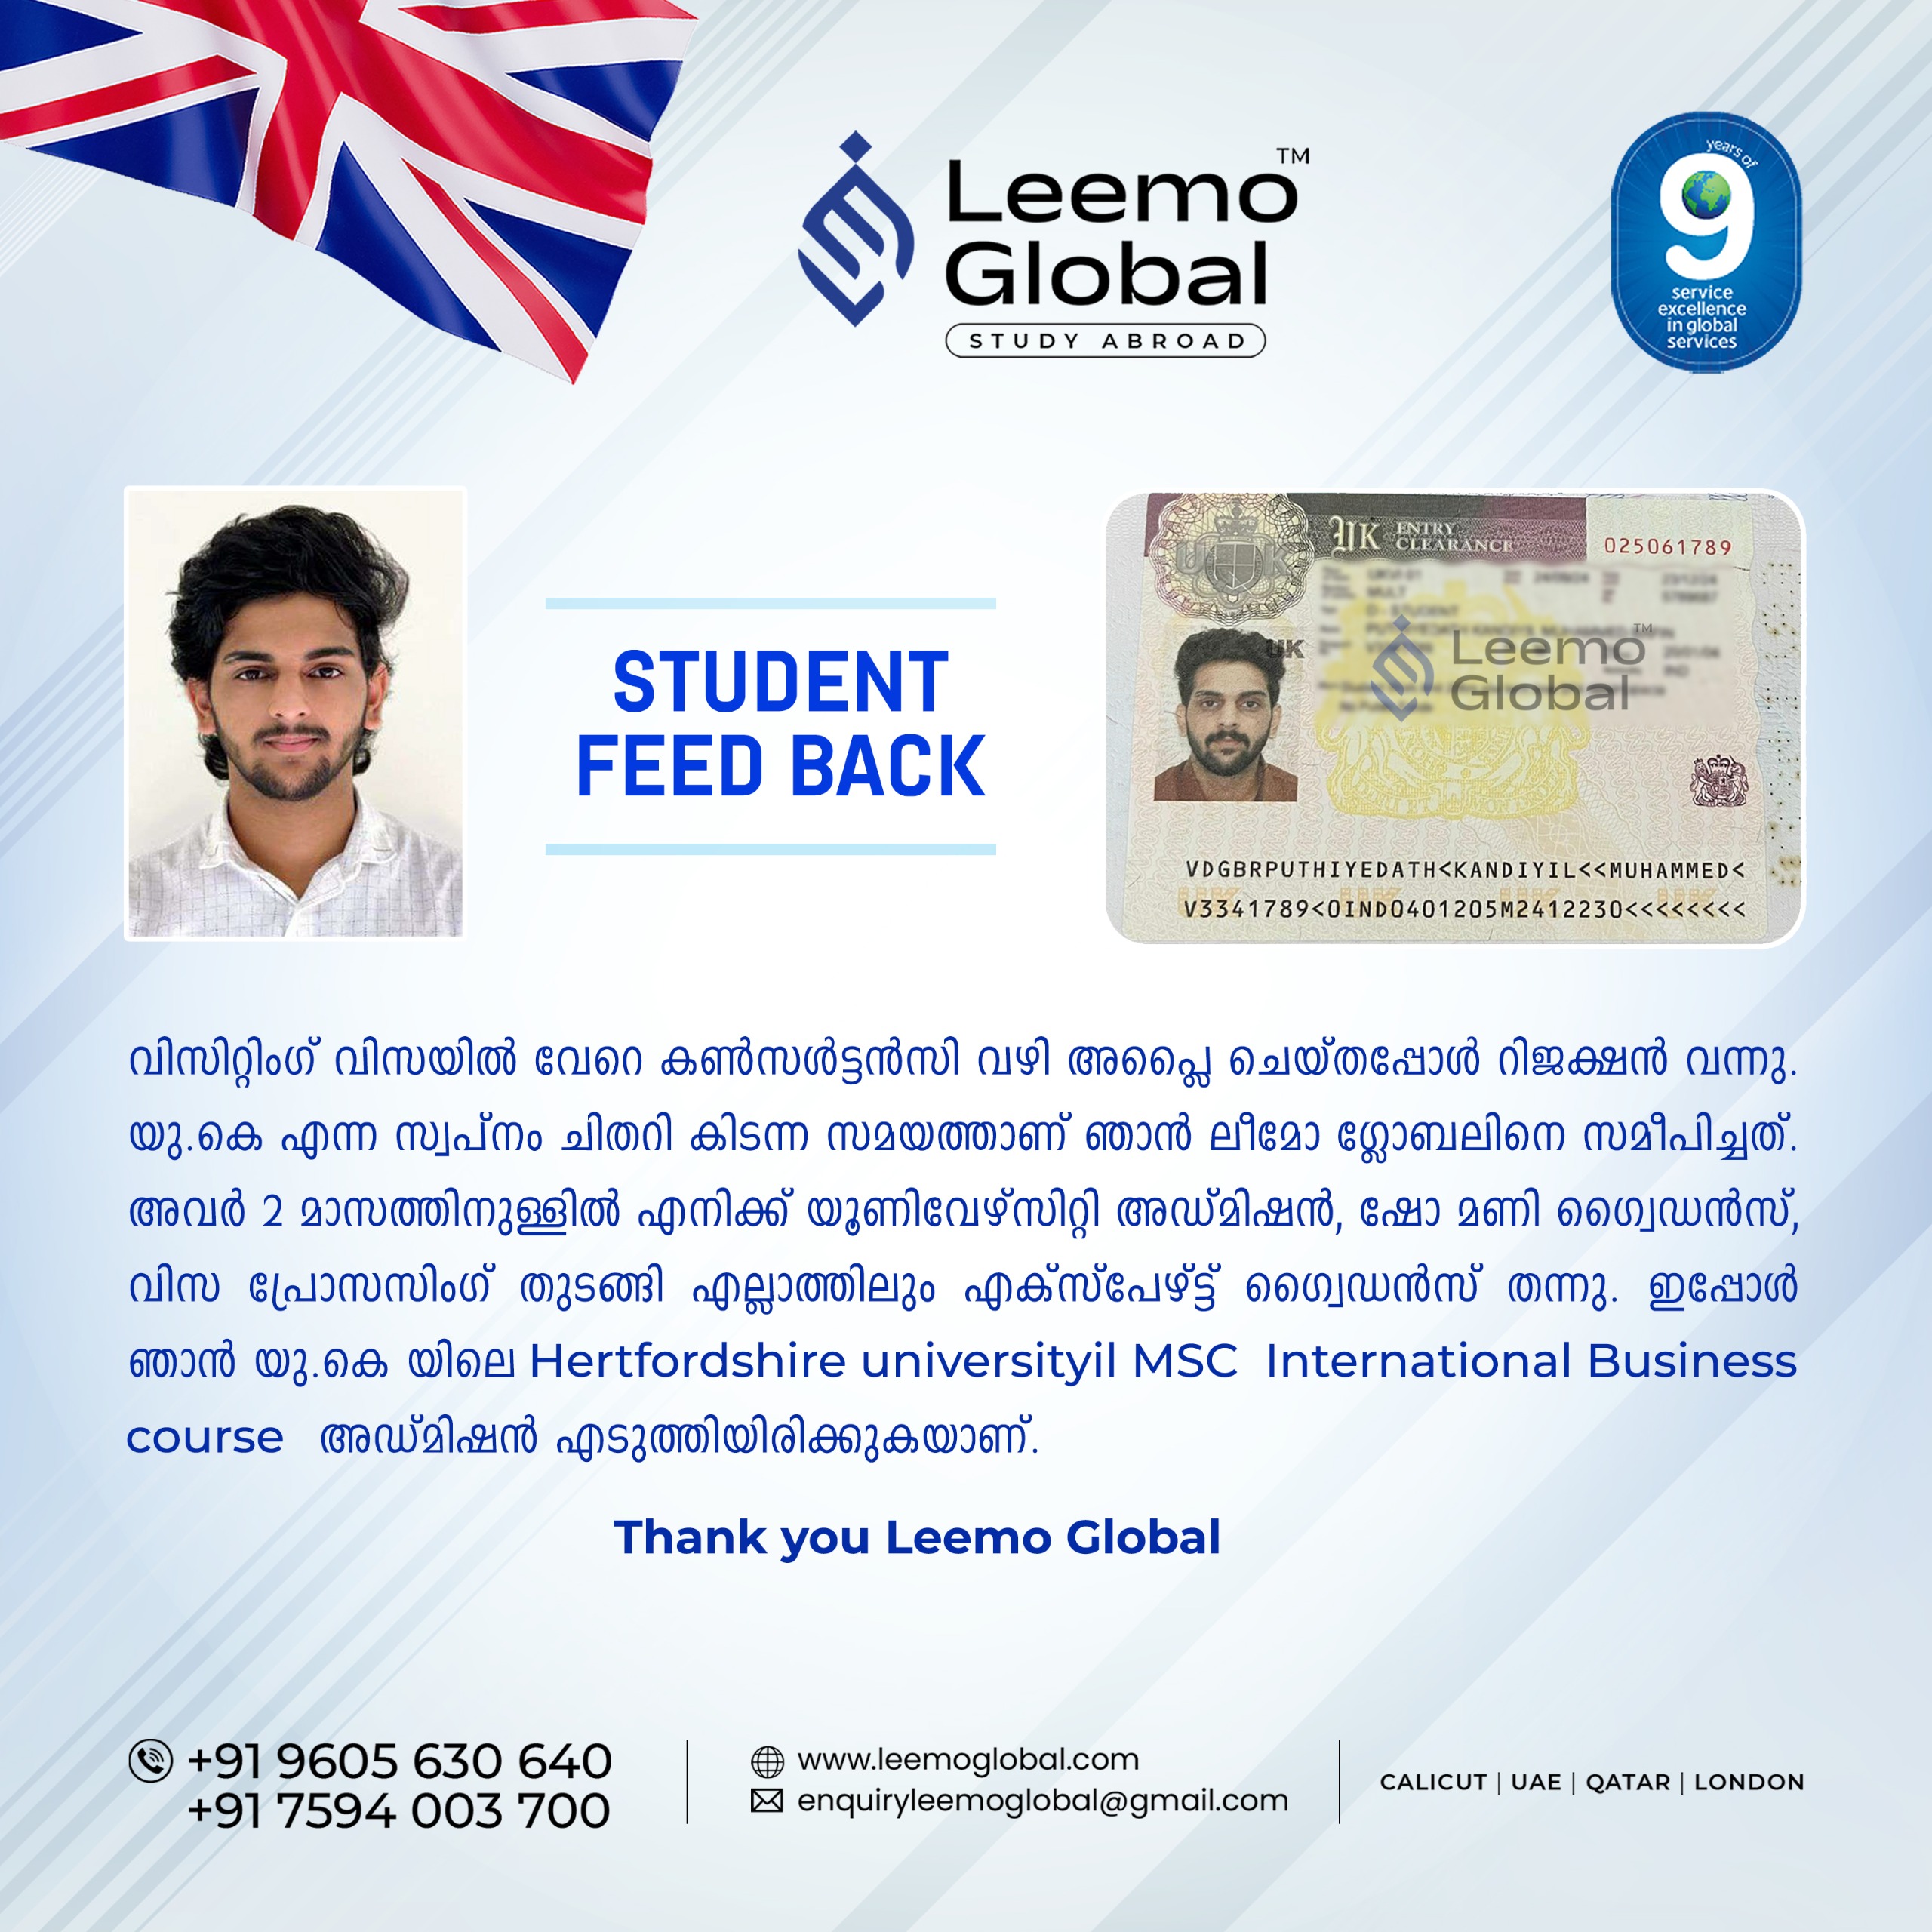 Leemo™
Global
STUDY ABROAD
years of
9
service
excellence
in global
services
STUDENT
FEED BACK
UK ENTRY
CLEARANCE
025061789
UK
Leemo™
Global
VDGBRPUTHIYEDATH<KANDIYIL<<MUHAMMED<
V3341789<0IND0401205M2412230<<<<<<<<
വിസിറ്റിംഗ് വിസയിൽ വേറെ കൺസർട്ടൻസി വഴി അപ്ലൈ ചെയ്തപ്പോൾ റിജക്ഷൻ വന്നു.
യു.കെ എന്ന സ്വപ്നം ചിതറി കിടന്ന സമയത്താണ് ഞാൻ ലീമോ ഗ്ലോബലിനെ സമീപിച്ചത്.
അവർ 2 മാസത്തിനുള്ളിൽ എനിക്ക് യൂണിവേഴ്സിറ്റി അഡ്മിഷൻ, ഷോ മണി ഗൈ്വഡൻസ്,
വിസ പ്രോസസിംഗ് തുടങ്ങി എല്ലാത്തിലും എക്സ്പേഴ്ട്ട് ഗൈ്വഡൻസ് തന്നു. ഇപ്പോൾ
ഞാൻ യു.കെ യിലെ Hertfordshire universityil MSC International Business
course അഡ്മിഷൻ എടുത്തിയിരിക്കുകയാണ്.
Thank you Leemo Global
+91 9605 630 640
+91 7594 003 700
www.leemoglobal.com
enquiryleemoglobal@gmail.com
CALICUT | UAE | QATAR | LONDON